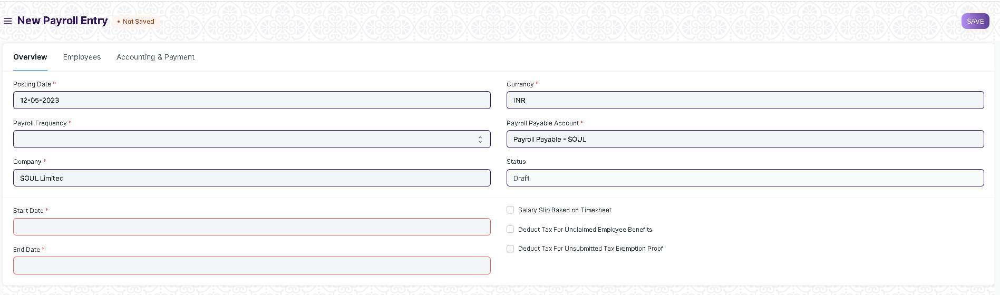 New Payroll Entry • Not Saved SAVE
Overview Employees Accounting & Payment
Posting Date *
12-05-2023
Payroll Frequency *
Company *
SOUL Limited
Currency *
INR
Payroll Payable Account *
Payroll Payable - SOUL
Status
Draft
Start Date *
End Date *
Salary Slip Based on Timesheet
Deduct Tax For Unclaimed Employee Benefits
Deduct Tax For Unsubmitted Tax Exemption Proof